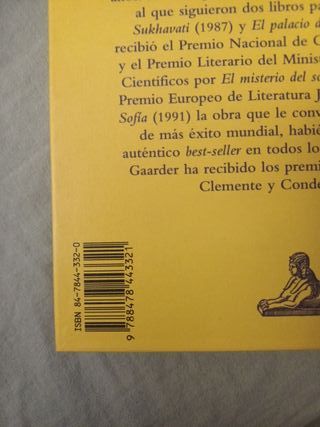 al que siguieron dos libros pa
Sukhavati (1987) y El palacio d
recibió el Premio Nacional de C
y el Premio Literario del Minist
Científicos por El misterio del so
Premio Europeo de Literatura J
Sofía (1991) la obra que le conv
de más éxito mundial, habié
auténtico best-seller en todos lo
Gaarder ha recibido los premi
Clemente y Conde
ISBN 84-7844-332-0
9 788478 443321